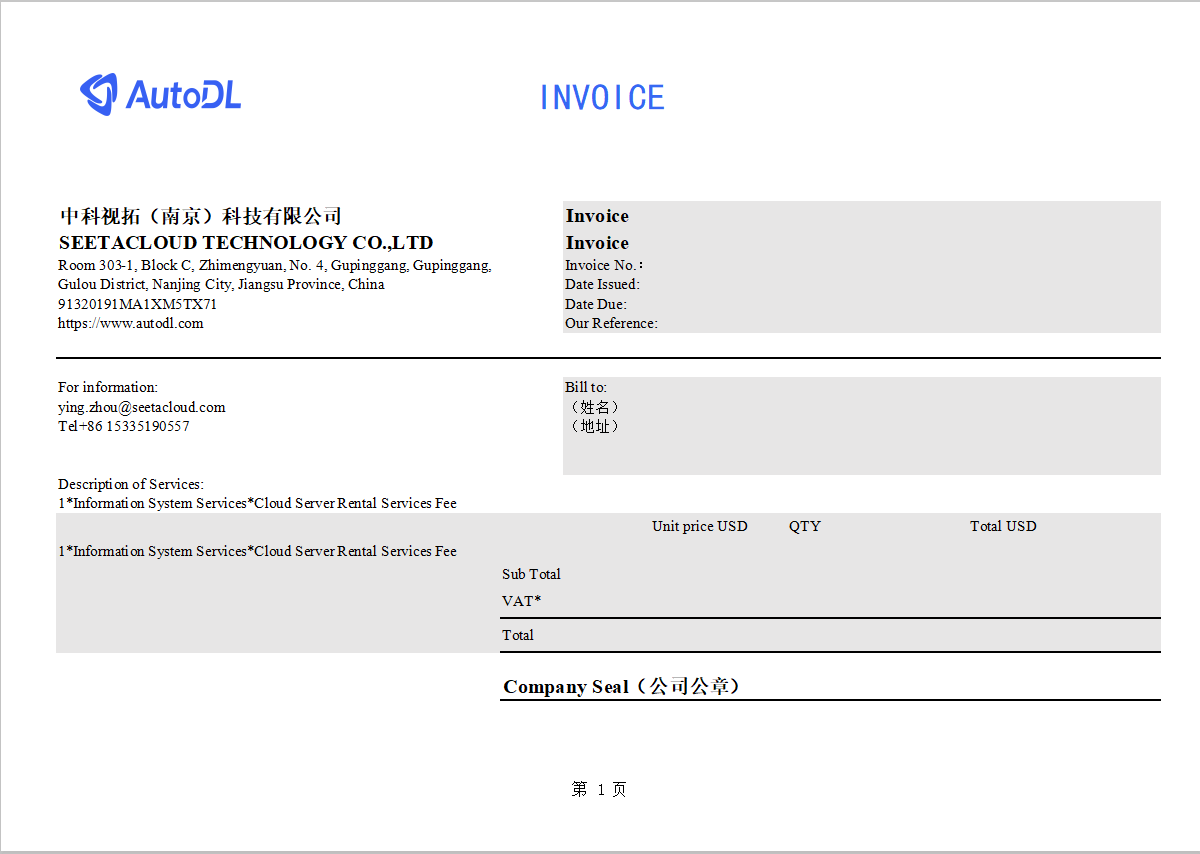 AutoDL
INVOICE
中科视拓（南京）科技有限公司
SEETACLOUD TECHNOLOGY CO.,LTD
Room 303-1, Block C, Zhimengyuan, No. 4, Gupinggang, Gupinggang,
Gulou District, Nanjing City, Jiangsu Province, China
91320191MA1XM5TX71
https://www.autodl.com
Invoice
Invoice
Invoice No.：
Date Issued:
Date Due:
Our Reference:
For information:
ying.zhou@seetacloud.com
Tel+86 15335190557
Bill to:
（姓名）
（地址）
Description of Services:
1*Information System Services*Cloud Server Rental Services Fee
Unit price USD QTY Total USD
1*Information System Services*Cloud Server Rental Services Fee
Sub Total
VAT*
Total
Company Seal（公司公章）
第 1 页